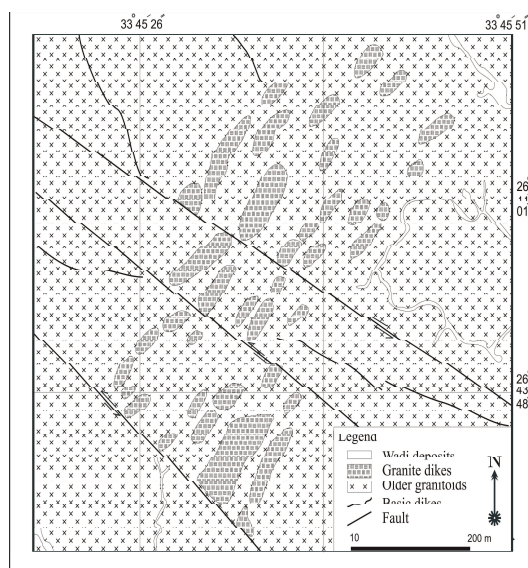 33 45 26
33 45 51
26
01
26
43
48
Legend
Wadi deposits
Granite dikes
Older granitoids
Basic dikes
Fault
N
10
200 m